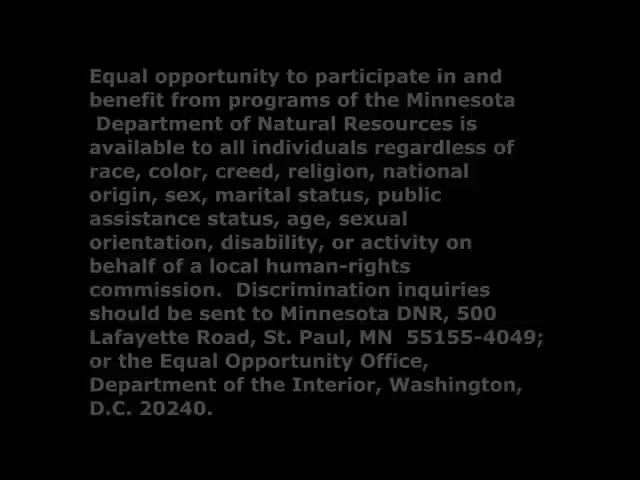 Equal opportunity to participate in and
benefit from programs of the Minnesota
Department of Natural Resources is
available to all individuals regardless of
race, color, creed, religion, national
origin, sex, marital status, public
assistance status, age, sexual
orientation, disability, or activity on
behalf of a local human-rights
commission.  Discrimination inquiries
should be sent to Minnesota DNR, 500
Lafayette Road, St. Paul, MN  55155-4049;
or the Equal Opportunity Office,
Department of the Interior, Washington,
D.C. 20240.